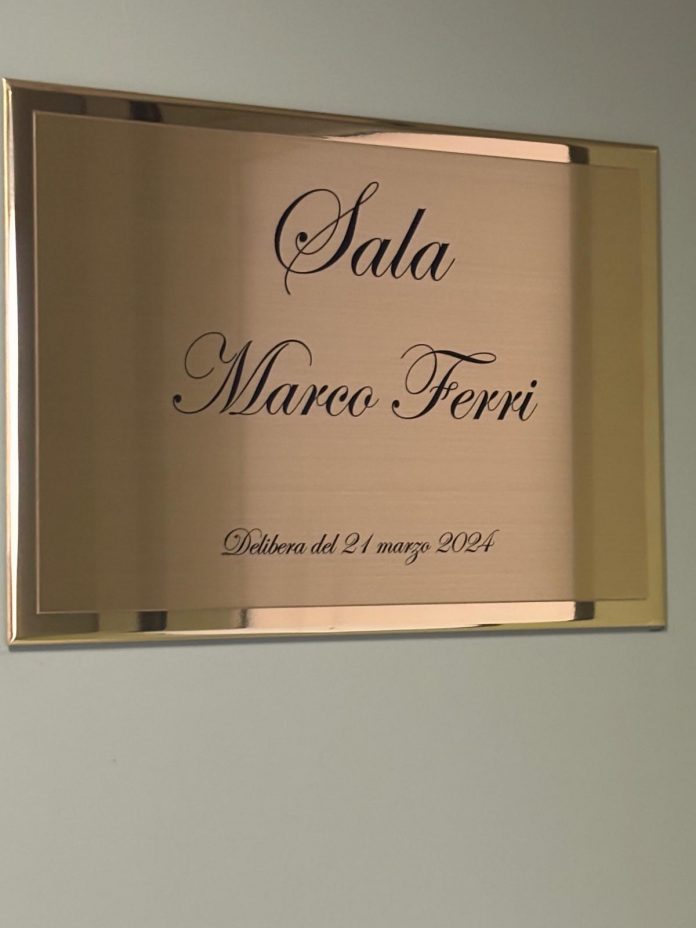 Sala
Marco Ferri
Delibera del 21 marzo 2024